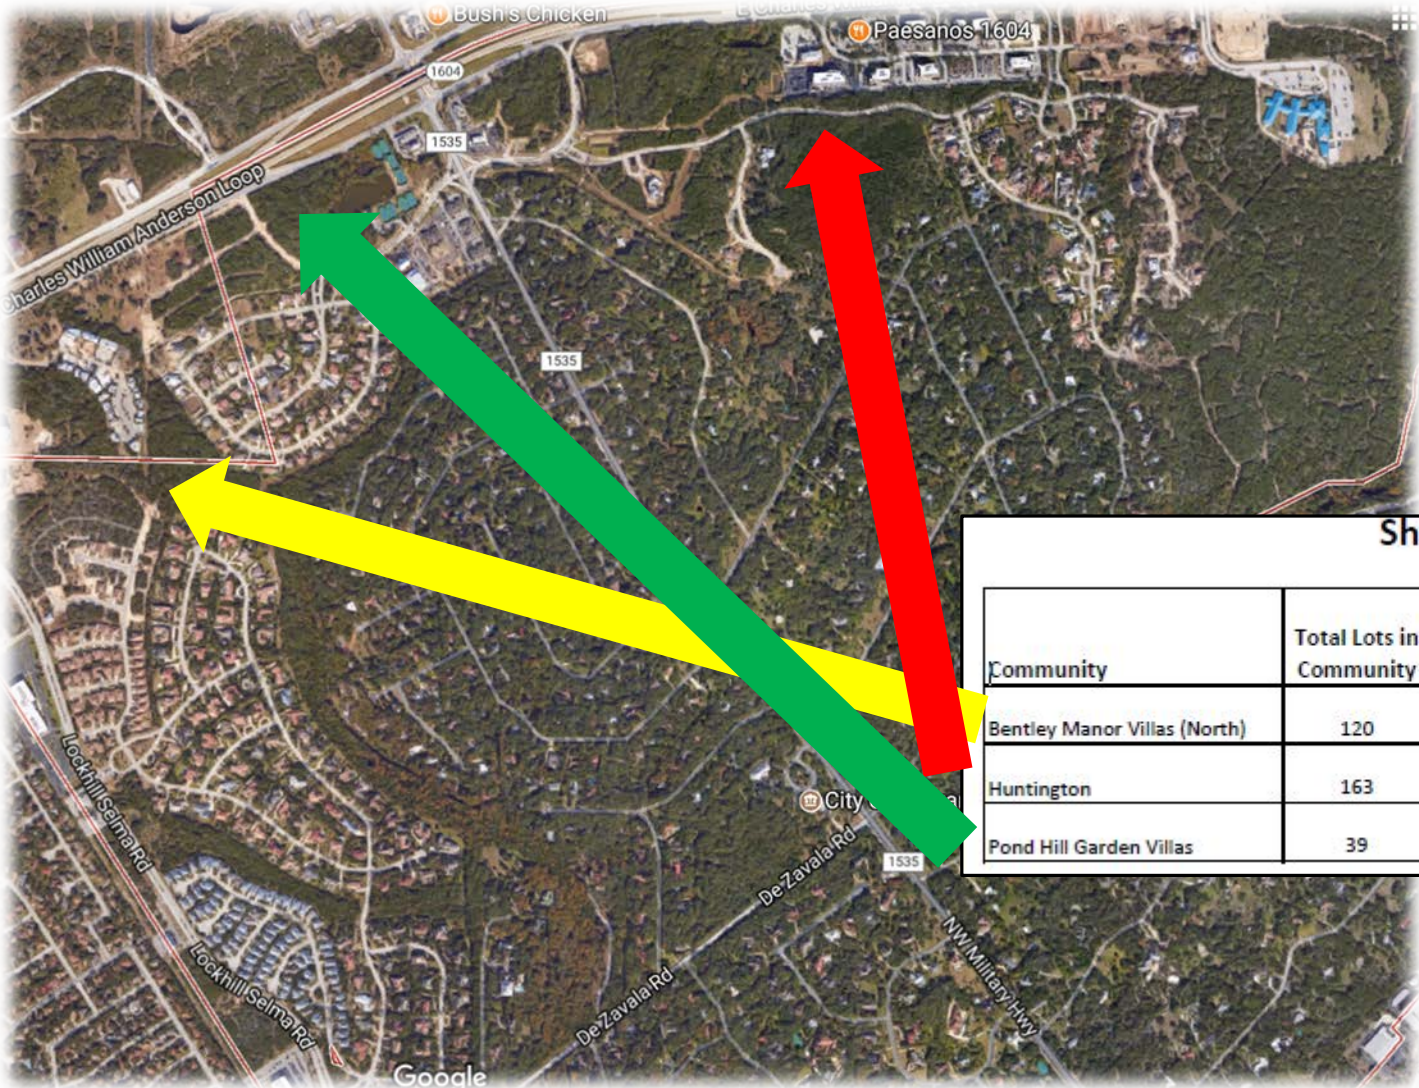 Bush's Chicken
E Charles
Paesanos 1604
1604
1535
Charles William Anderson Loop
1535
Sh
Community
Total Lots in
Community
Bentley Manor Villas (North)
120
Huntington
163
Pond Hill Garden Villas
39
Lockhill Selma Rd
City
1535
De Zavala Rd
NW Military Hwy
Lockhill Selma Rd
De Zavala Rd
Google